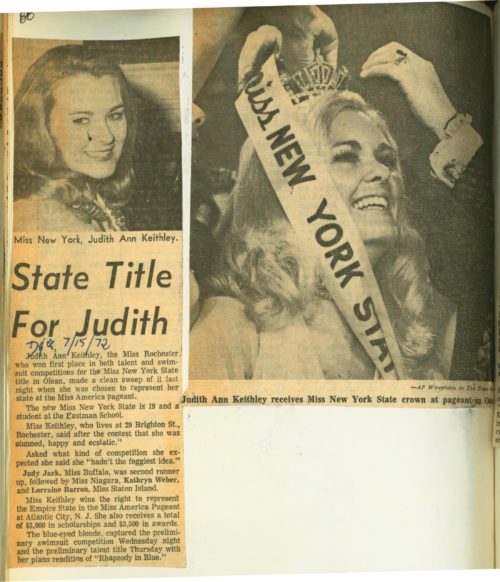 80
Miss New York, Judith Ann Keithley.
State Title
For Judith
D&C 7/15/72
Judith Ann Keithley, the Miss Rochester
who won first place in both talent and swim-
suit competitions for the Miss New York State
title in Olean, made a clean sweep of it last
night when she was chosen to represent her
state at the Miss America pageant.
The new Miss New York State is 19 and a
student at the Eastman School.
Miss Keithley, who lives at 29 Brighton St.,
Rochester, said after the contest that she was
stunned, happy and ecstatic."
Asked what kind of competition she ex-
pected she said she "hadn't the foggiest idea."
Judy Jack, Miss Buffalo, was second runner
up, followed by Miss Niagara, Kathryn Weber,
and Lorraine Barren, Miss Staten Island.
Miss Keithley wins the right to represent
the Empire State in the Miss America Pageant
at Atlantic City, N. J. She also receives a total
of $3,000 in scholarships and $3,500 in awards.
The blue-eyed blonde, captured the prelimi-
nary swimsuit competition Wednesday night
and the preliminary talent title Thursday with
her piano rendition of "Rhapsody in Blue."
Miss NEW YORK STAT
—AP Wirephoto to The
Judith Ann Keithley receives Miss New York State crown at pageant in